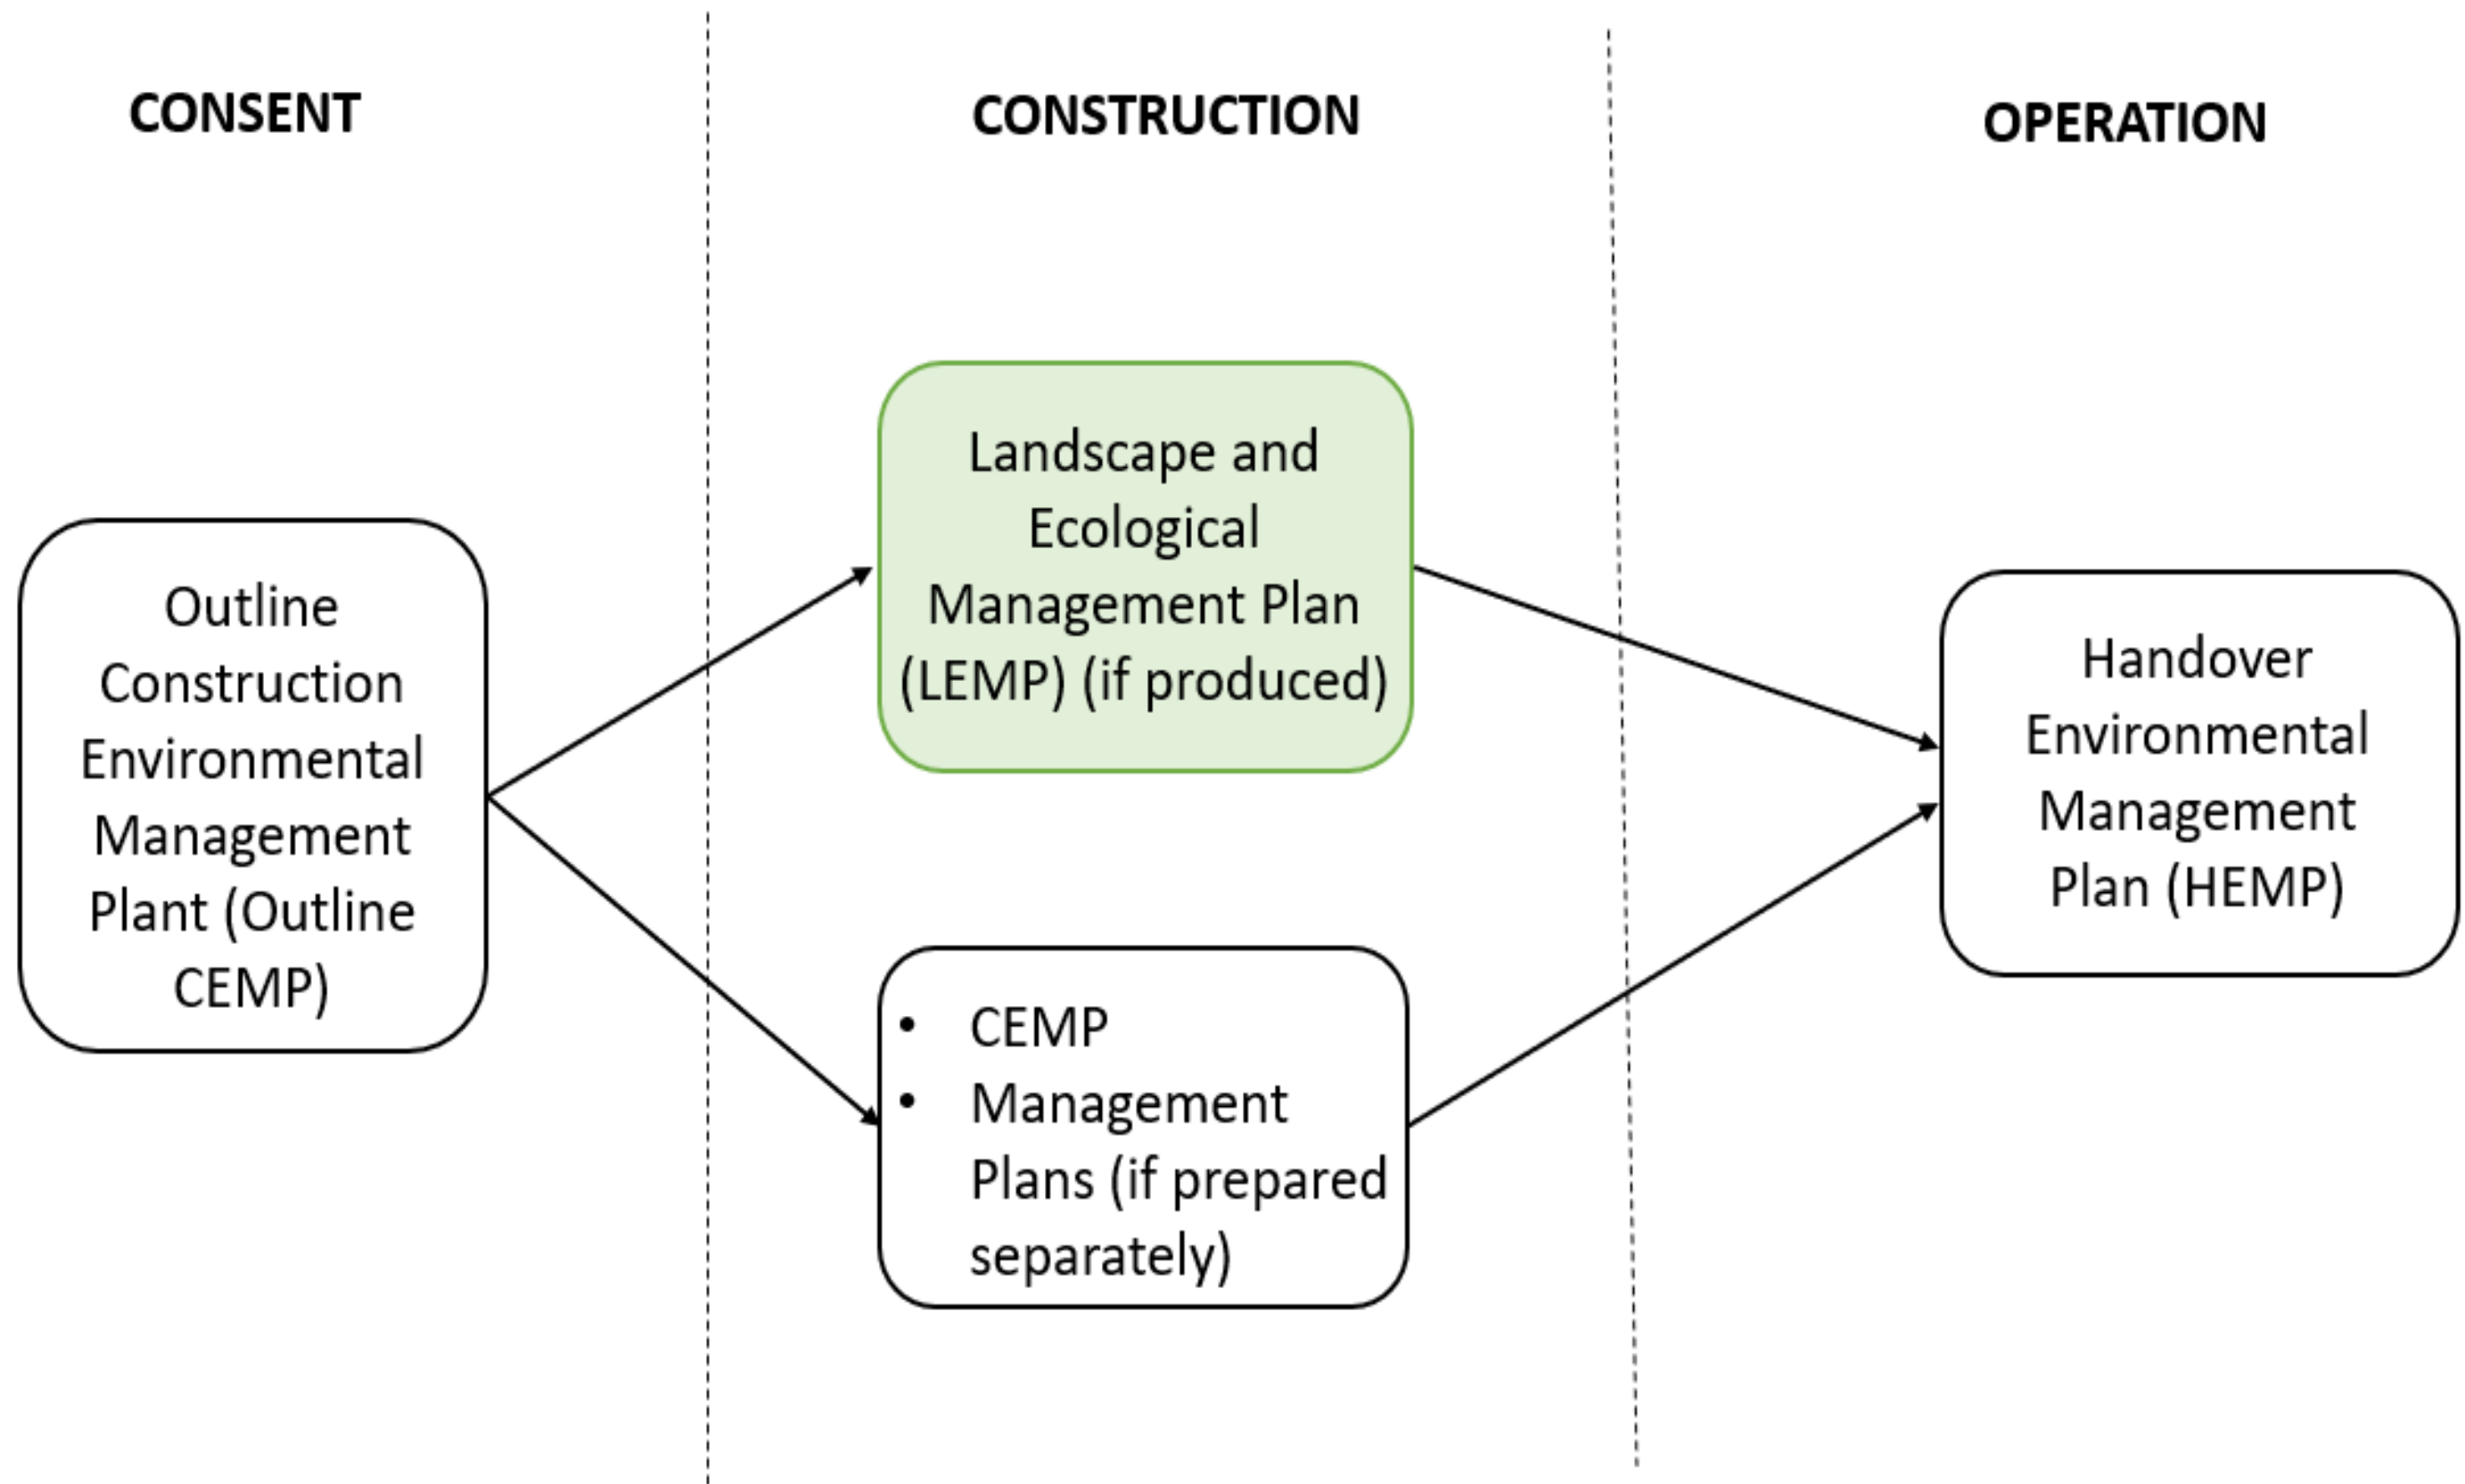 CONSENT
CONSTRUCTION
OPERATION
Outline
Construction
Environmental
Management
Plant (Outline
CEMP)
Landscape and
Ecological
Management Plan
(LEMP) (if produced)
• CEMP
• Management
Plans (if prepared
separately)
Handover
Environmental
Management
Plan (HEMP)